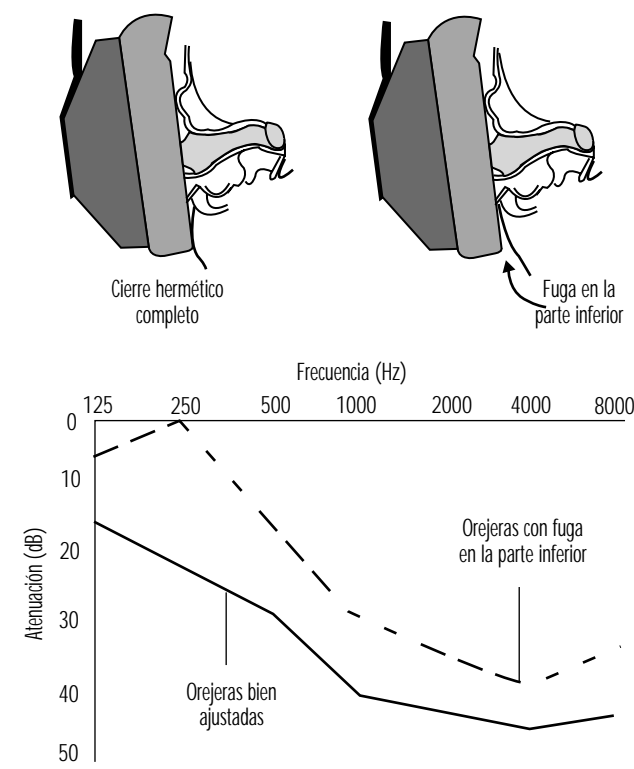 Cierre hermético
completo
Fuga en la
parte inferior
Frecuencia (Hz)
125 250 500 1000 2000 4000 8000
0
10
20
30
40
50
Atenuación (dB)
Orejeras con fuga
en la parte inferior
Orejeras bien
ajustadas